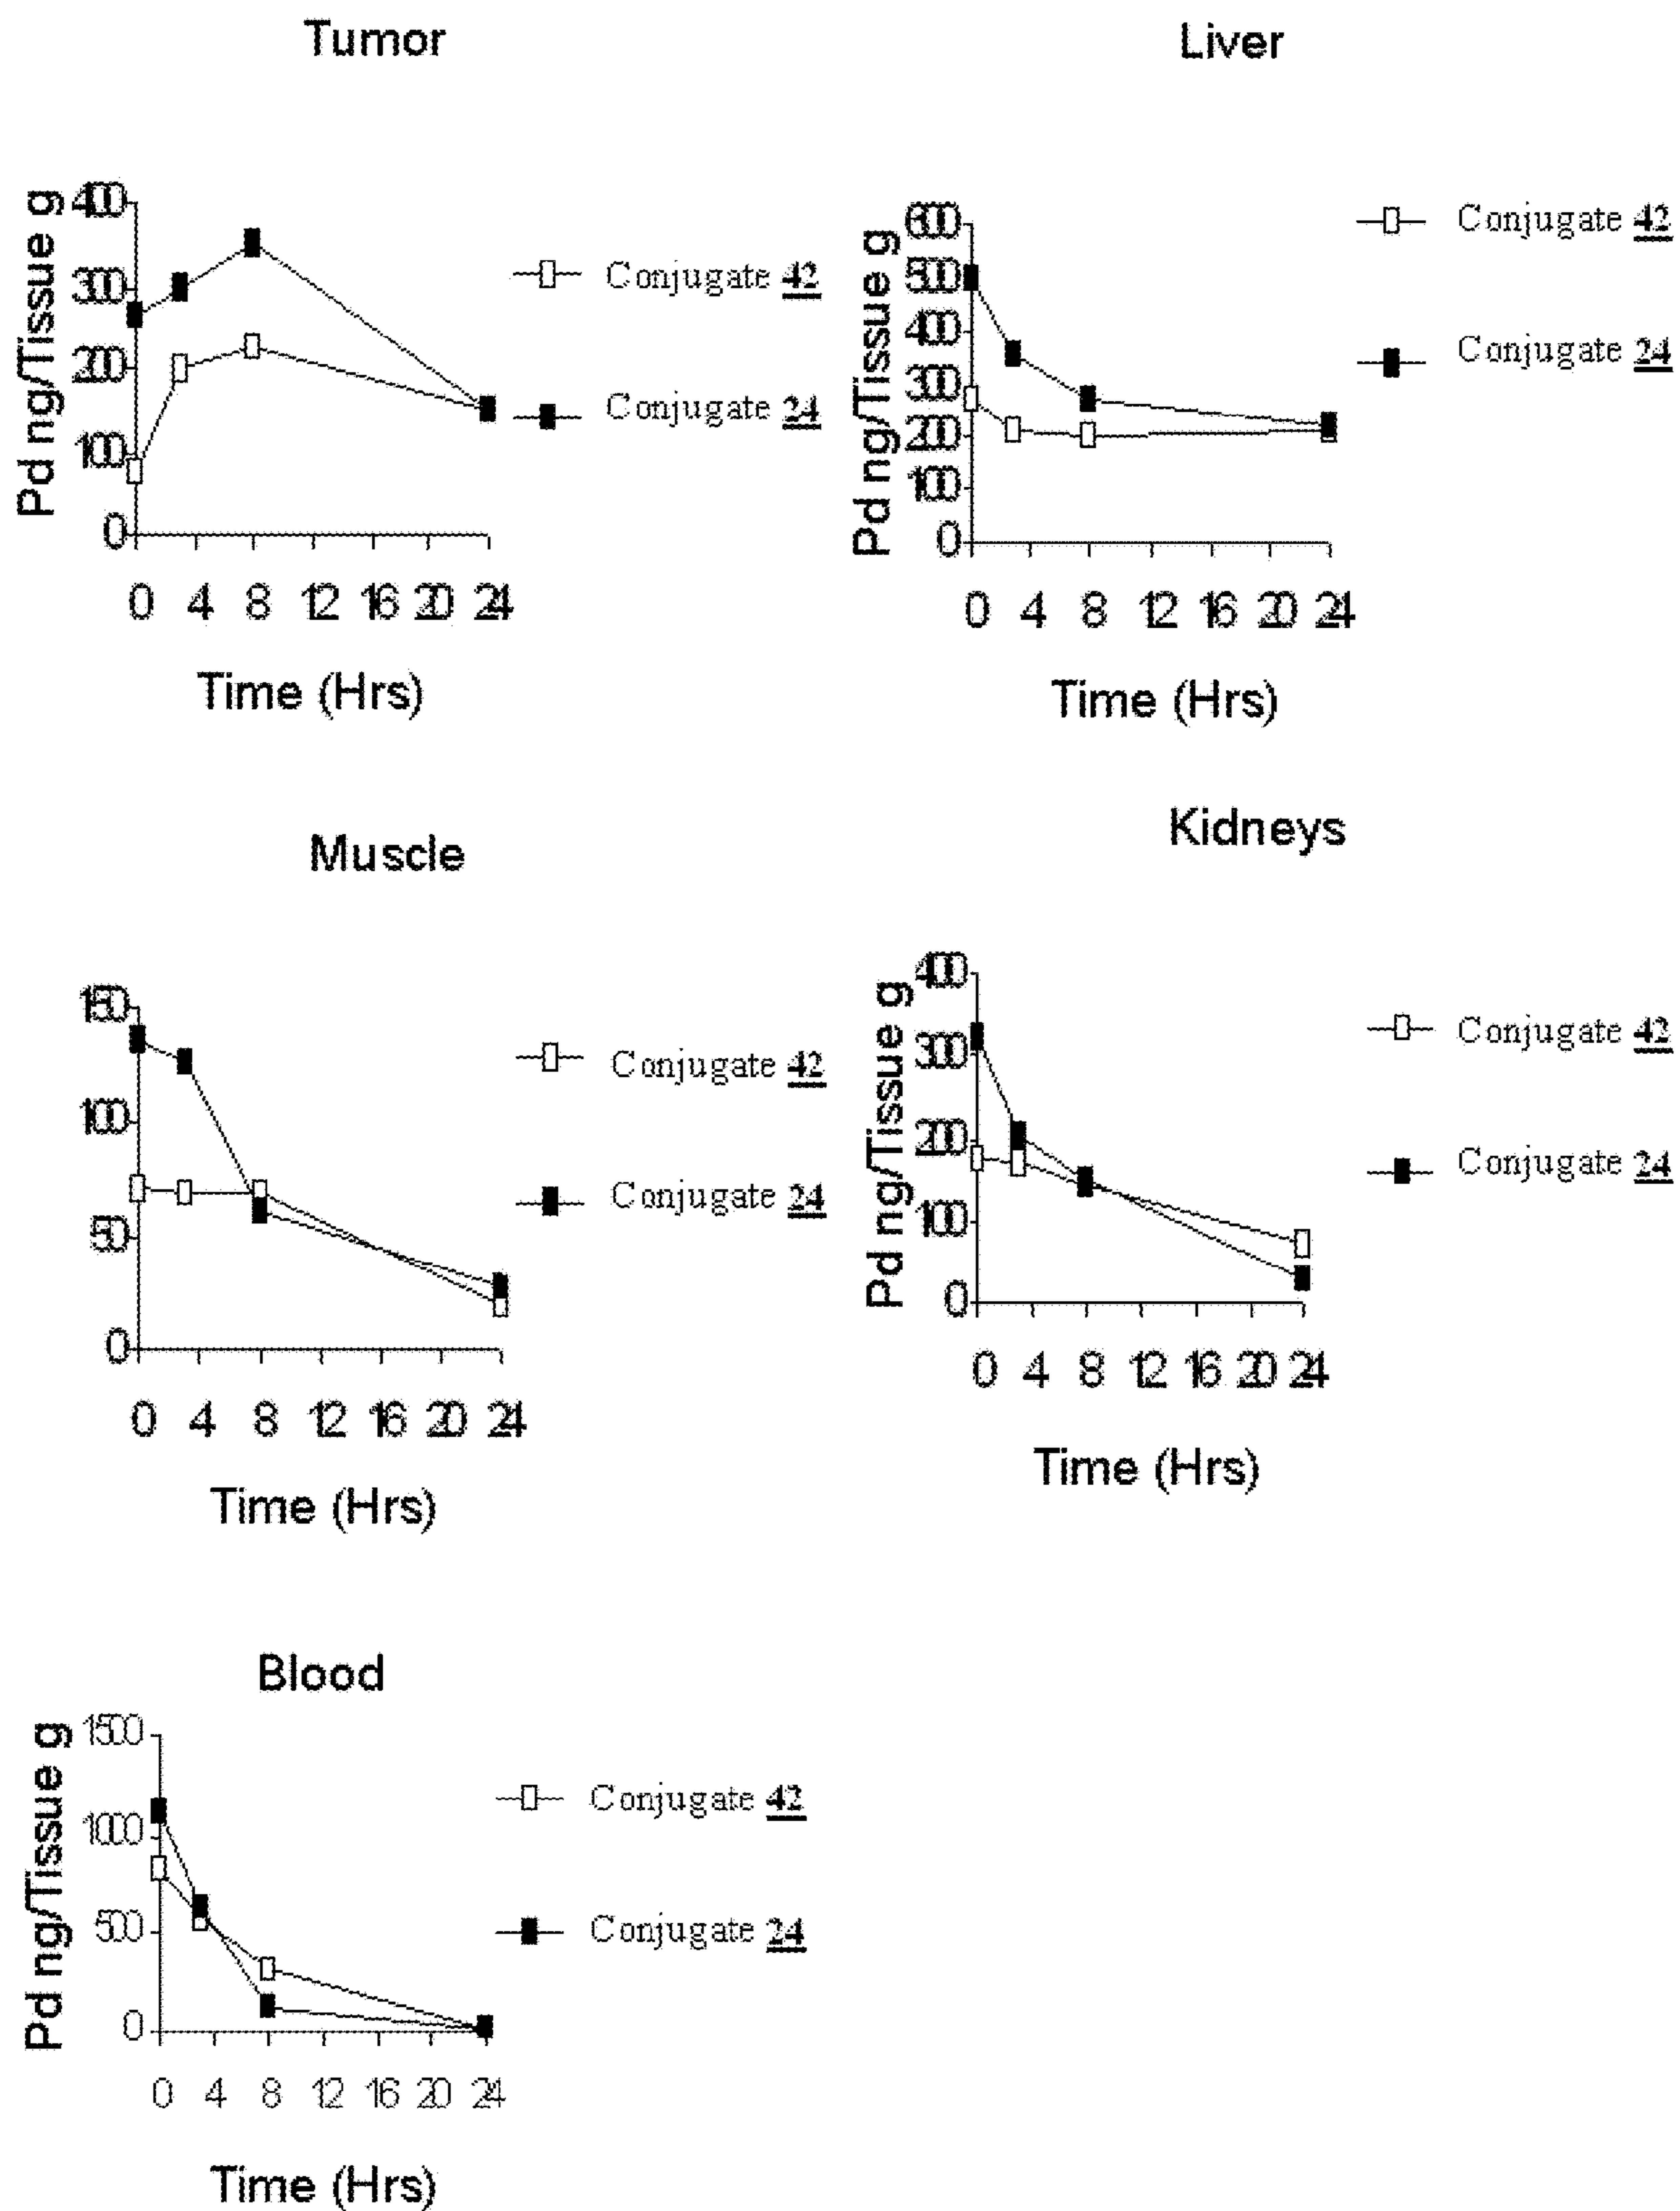 Tumor
Pd ng/Tissue g
400
300
200
100
0
0 4 8 12 16 20 24
Time (Hrs)
Conjugate 42
Conjugate 24
Liver
Pd ng/Tissue g
600
500
400
300
200
100
0
0 4 8 12 16 20 24
Time (Hrs)
Conjugate 42
Conjugate 24
Muscle
150
100
50
0
0 4 8 12 16 20 24
Time (Hrs)
Conjugate 42
Conjugate 24
Kidneys
Pd ng/Tissue g
400
300
200
100
0
0 4 8 12 16 20 24
Time (Hrs)
Conjugate 42
Conjugate 24
Blood
Pd ng/Tissue g
1500
1000
500
0
0 4 8 12 16 20 24
Time (Hrs)
Conjugate 42
Conjugate 24